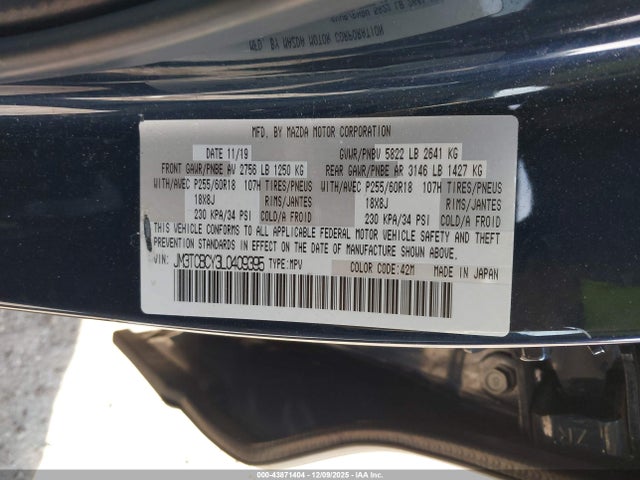 MFD. BY MAZDA MOTOR CORPORATION
DATE 11/19 GVWR/PNBV 5822 LB 2641 KG
FRONT GAWR/PNBE AV 2756 LB 1250 KG REAR GAWR/PNBE AR 3146 LB 1427 KG
WITH/AVEC P255/60R18 107H TIRES/PNEUS WITH/AVEC P255/60R18 107H TIRES/PNEUS
18X8J RIMS/JANTES 18X8J RIMS/JANTES
230 KPA/34 PSI COLD/A FROID 230 KPA/34 PSI COLD/A FROID
THIS VEHICLE CONFORMS TO ALL APPLICABLE FEDERAL MOTOR VEHICLE SAFETY AND THEFT
PREVENTION STANDARDS IN EFFECT ON THE DATE OF MANUFACTURE SHOWN ABOVE.
VIN: JM3TCBCY3L0409395 TYPE: MPV COLOR CODE: 42M MADE IN JAPAN
000-43871404 - 12/09/2025 - IAAI.COM